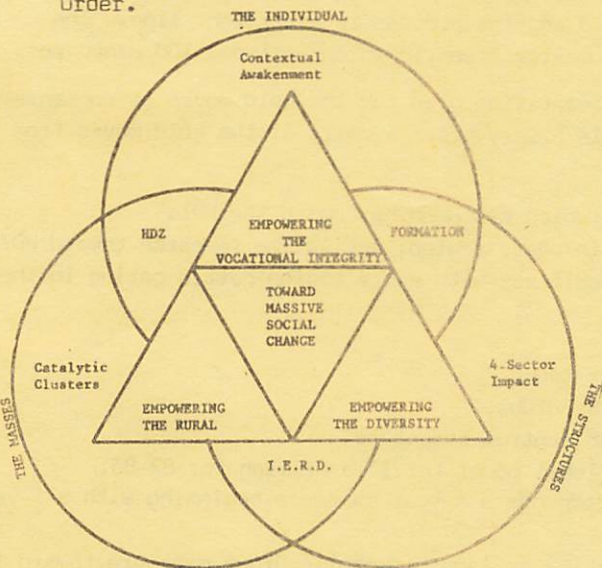 Order.
THE INDIVIDUAL
Contextual
Awakenment
HDZ
EMPOWERING
THE
VOCATIONAL INTEGRITY
FORMATION
TOWARD
MASSIVE
SOCIAL
CHANGE
Catalytic
Clusters
4-Sector
Impact
THE MASSES
EMPOWERING
THE RURAL
EMPOWERING
THE DIVERSITY
THE STRUCTURES
I.E.R.D.